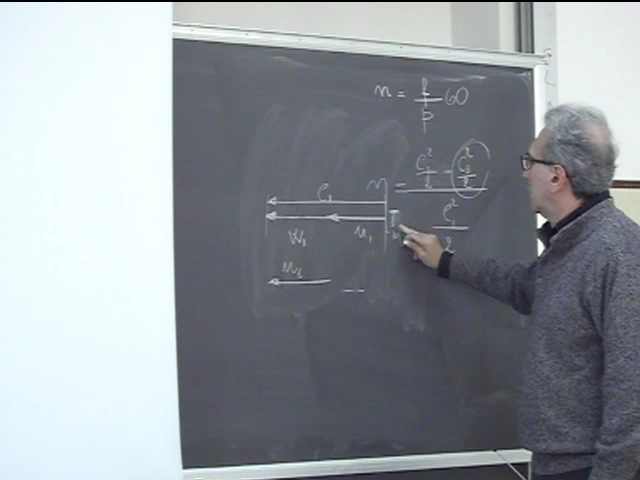 n = f/p 60
η = (C₁²/2 - C₂²/2) / (C₁²/2)
C₁
W₁ u₁
u₂